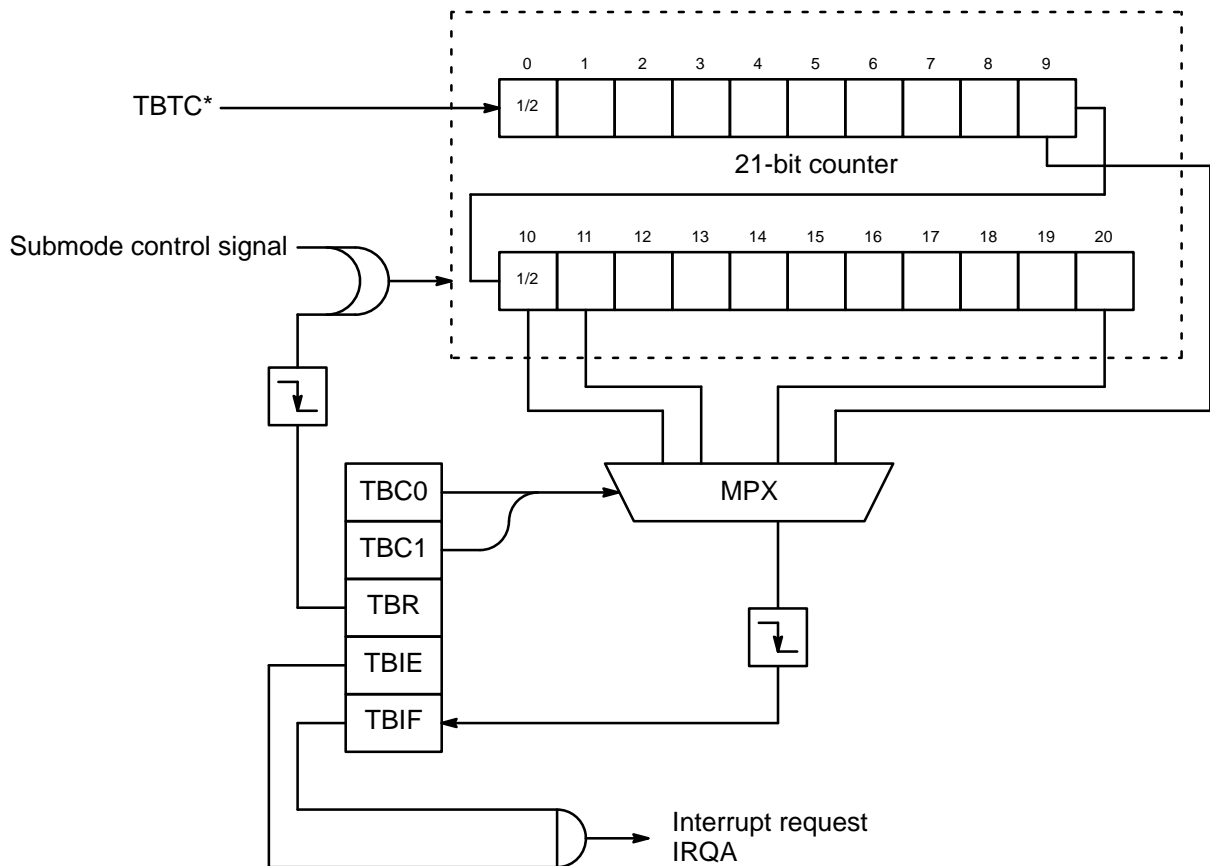 0 1 2 3 4 5 6 7 8 9
TBTC* 1/2
21-bit counter
10 11 12 13 14 15 16 17 18 19 20
Submode control signal
1/2
TBC0
MPX
TBC1
TBR
TBIE
TBIF
Interrupt request
IRQA